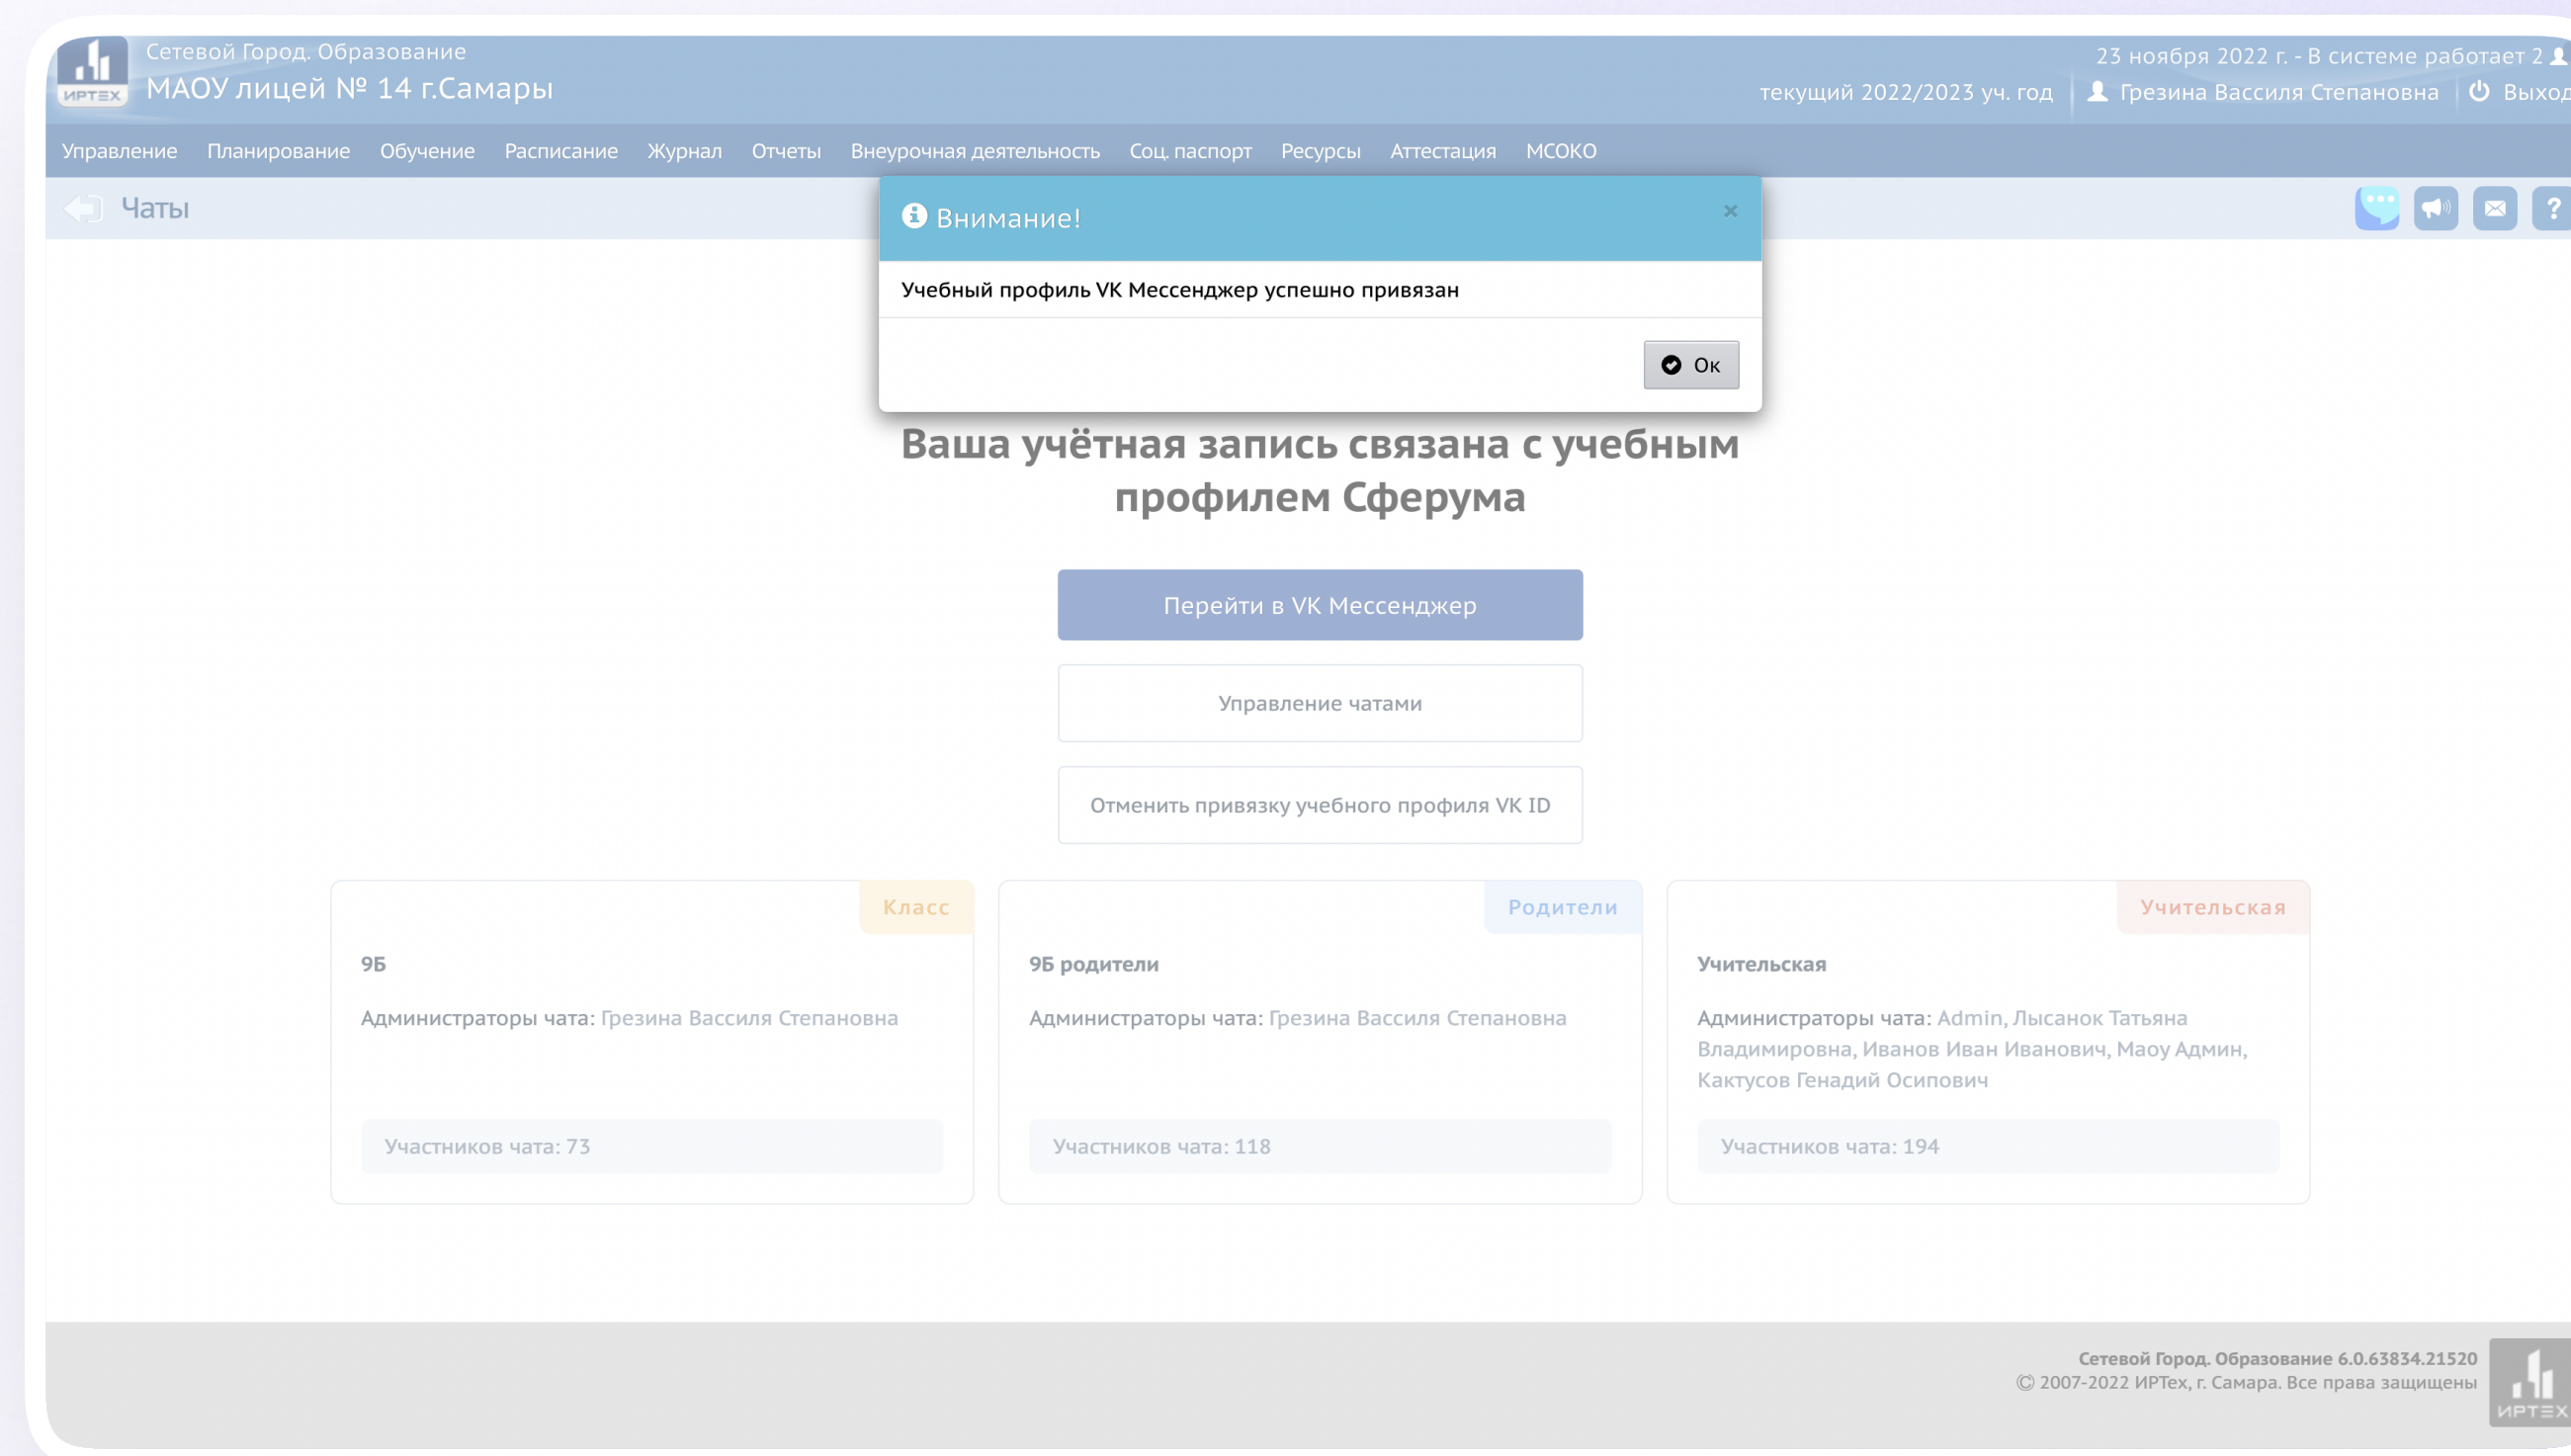 Сетевой Город. Образование
МАОУ лицей № 14 г.Самары
ИРТЕХ
23 ноября 2022 г. - В системе работает 2
текущий 2022/2023 уч. год
Грезина Вассиля Степановна
Выход
Управление Планирование Обучение Расписание Журнал Отчеты Внеурочная деятельность Соц. паспорт Ресурсы Аттестация МСОКО
Чаты
Внимание!
×
?
Учебный профиль VK Мессенджер успешно привязан
Ок
Ваша учётная запись связана с учебным
профилем Сферума
Перейти в VK Мессенджер
Управление чатами
Отменить привязку учебного профиля VK ID
Класс
9Б
Администраторы чата: Грезина Вассиля Степановна
Участников чата: 73
Родители
9Б родители
Администраторы чата: Грезина Вассиля Степановна
Участников чата: 118
Учительская
Учительская
Администраторы чата: Admin, Лысанок Татьяна
Владимировна, Иванов Иван Иванович, Маоу Админ,
Кактусов Генадий Осипович
Участников чата: 194
Сетевой Город. Образование 6.0.63834.21520
© 2007-2022 ИРТех, г. Самара. Все права защищены
ИРТЕХ